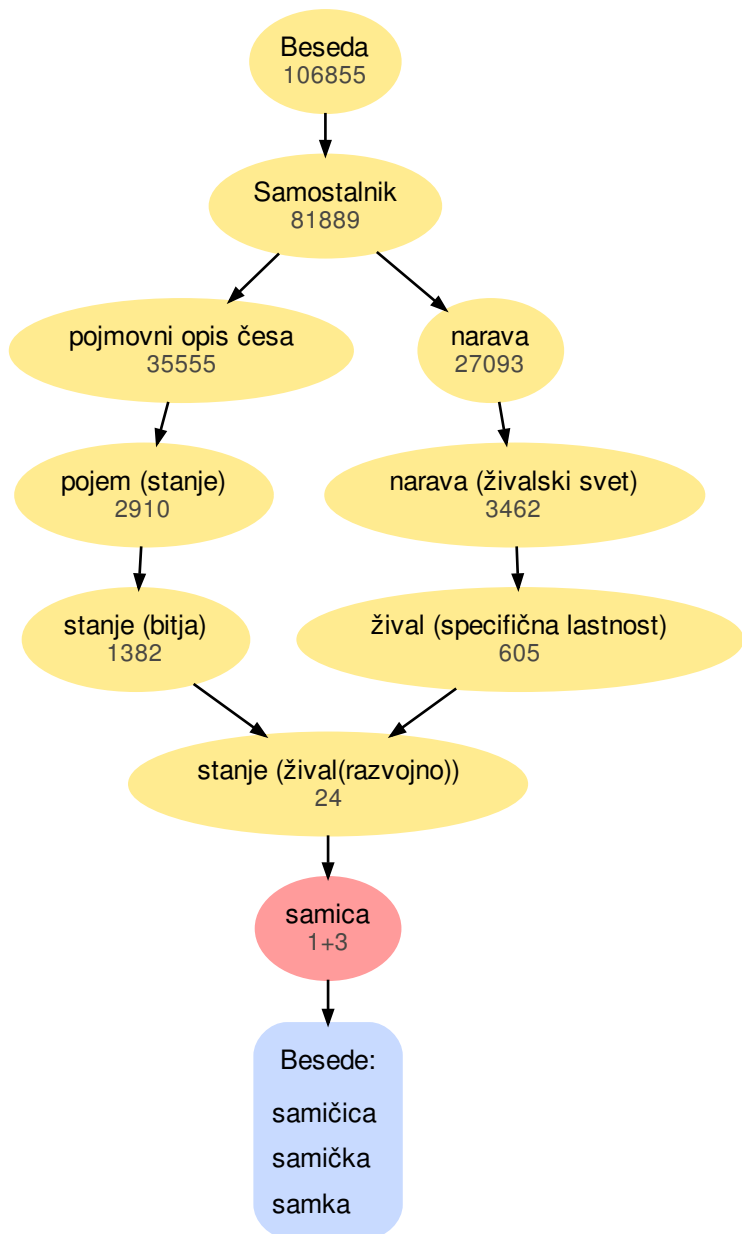 Beseda
106855
Samostalnik
81889
pojmovni opis česa
35555
narava
27093
pojem (stanje)
2910
narava (živalski svet)
3462
stanje (bitja)
1382
žival (specifična lastnost)
605
stanje (žival(razvojno))
24
samica
1+3
Besede:
samičica
samička
samka